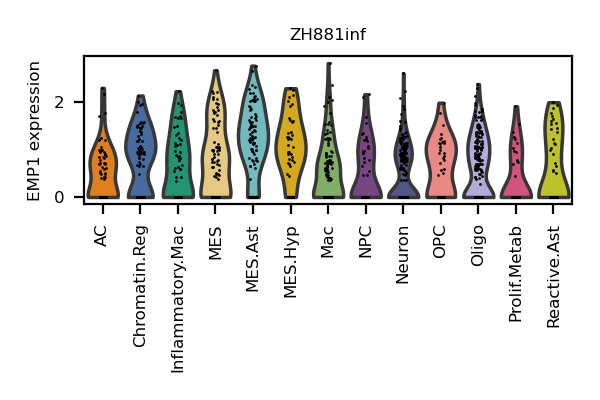 ZH881inf
EMP1 expression
2
0
AC
Chromatin.Reg
Inflammatory.Mac
MES
MES.Ast
MES.Hyp
Mac
NPC
Neuron
OPC
Oligo
Prolif.Metab
Reactive.Ast